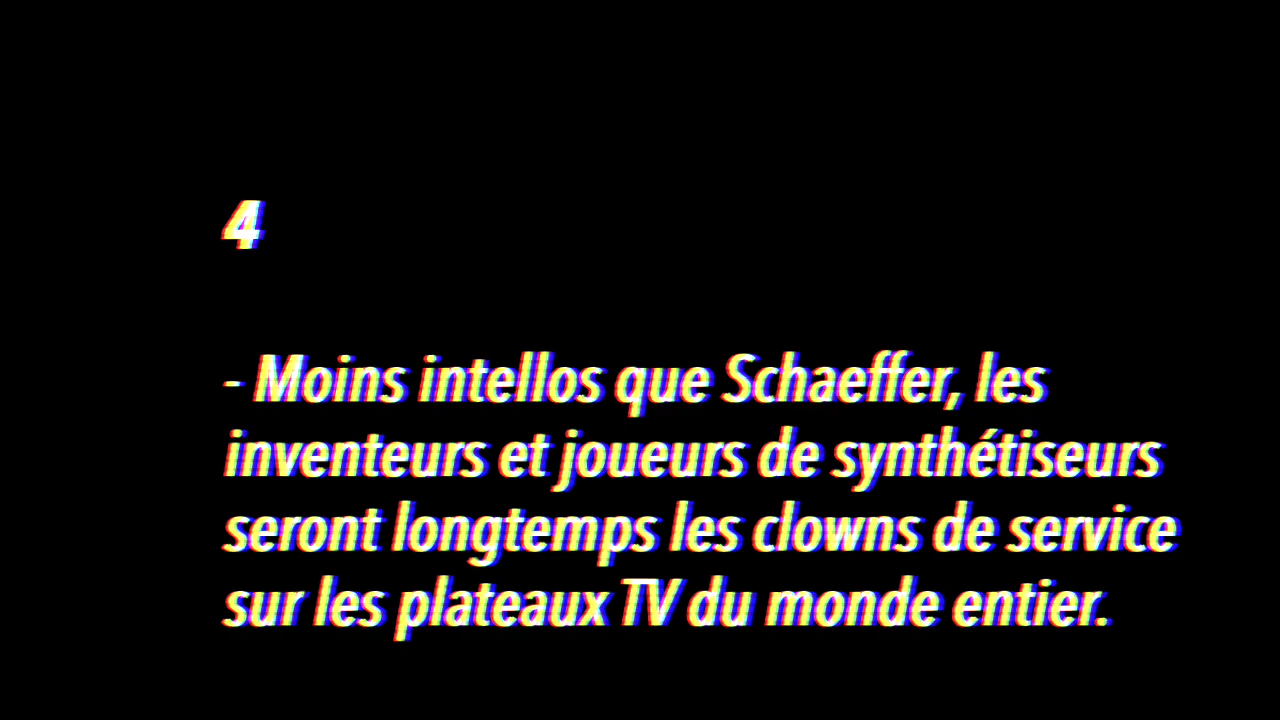 4
- Moins intellos que Schaeffer, les
inventeurs et joueurs de synthétiseurs
seront longtemps les clowns de service
sur les plateaux TV du monde entier.